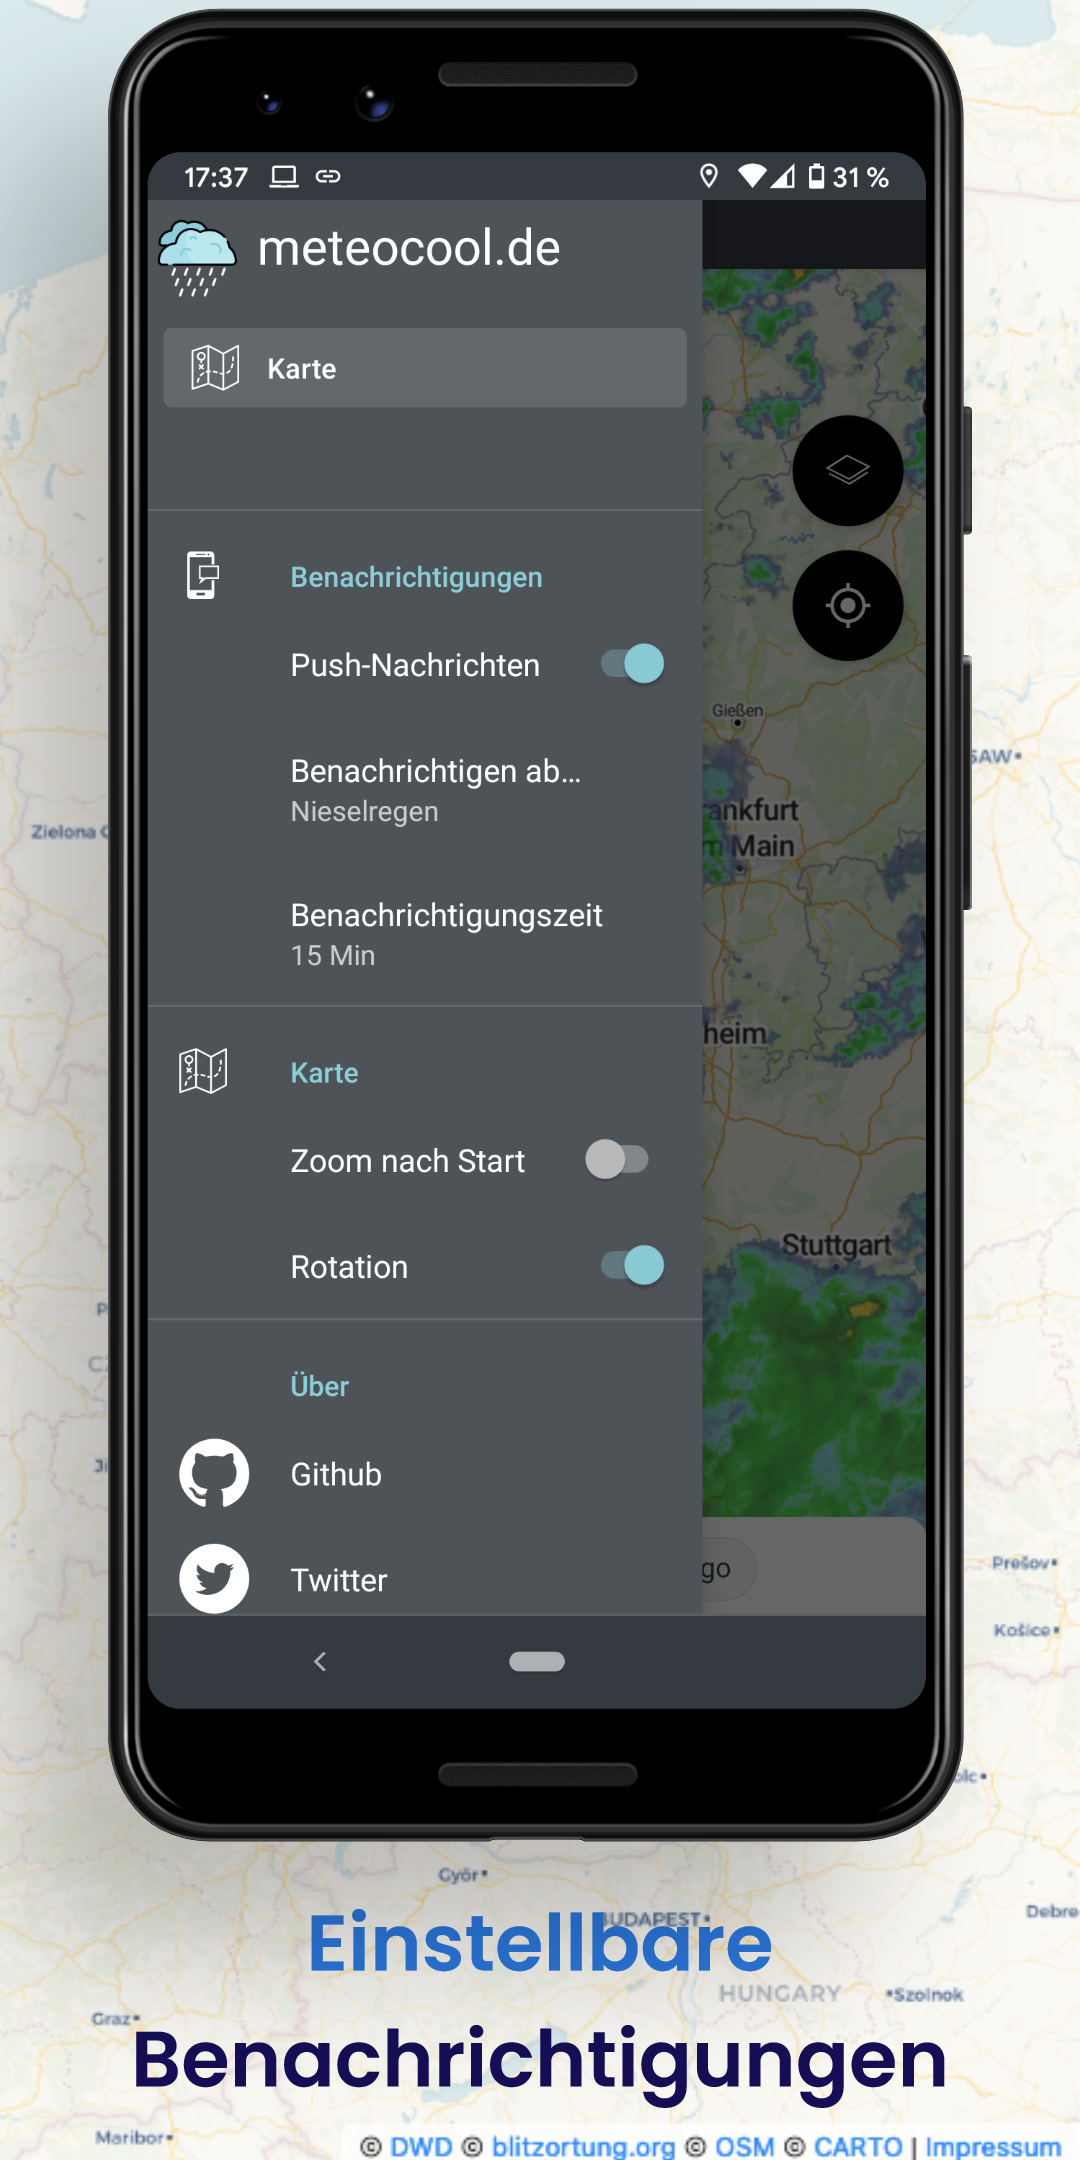 17:37
31 %
meteocool.de
Karte
Benachrichtigungen
Push-Nachrichten
Benachrichtigen ab...
Nieselregen
Benachrichtigungszeit
15 Min
Karte
Zoom nach Start
Rotation
Über
Github
Twitter
Gießen
ankfurt
Main
heim
Stuttgart
go
SAW
Zielona
Prešov
Košice
Győr
BUDAPEST
Debre
HUNGARY
Szolnok
Graz
Maribor
Einstellbare
Benachrichtigungen
© DWD © blitzortung.org © OSM © CARTO | Impressum